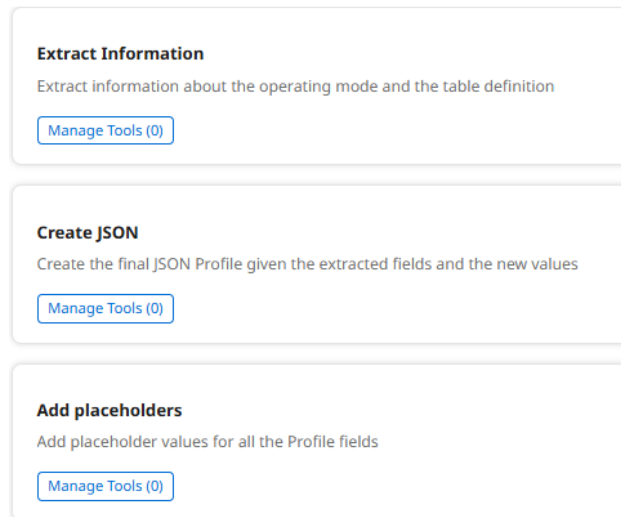 Extract Information
Extract information about the operating mode and the table definition
Manage Tools (0)
Create JSON
Create the final JSON Profile given the extracted fields and the new values
Manage Tools (0)
Add placeholders
Add placeholder values for all the Profile fields
Manage Tools (0)